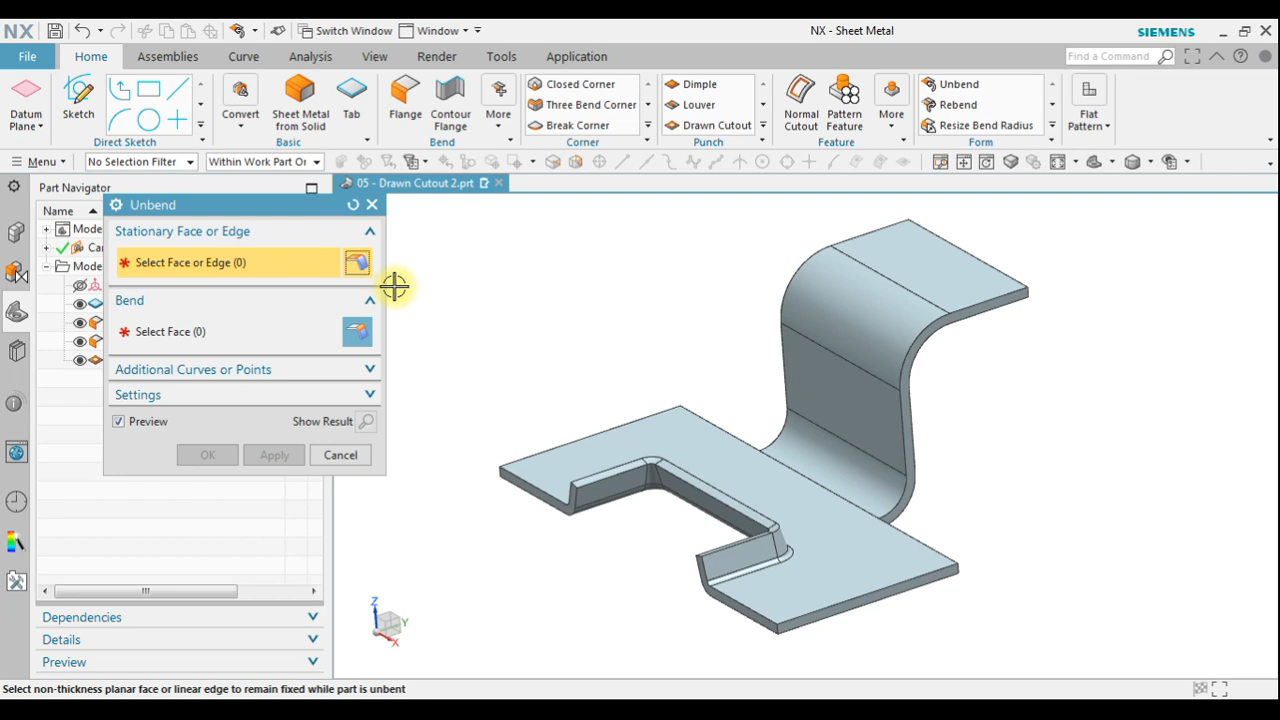 NX Switch Window Window NX - Sheet Metal SIEMENS
File Home Assemblies Curve Analysis Render Tools Application Find a Command
Datum Plane
Sketch
Direct Sketch
Convert
Sheet Metal from Solid
Tab
Basic
Flange
Contour Flange
More
Bend
Closed Corner
Three Bend Corner
Break Corner
Corner
Dimple
Louver
Drawn Cutout
Punch
Normal Cutout
Pattern Feature
More
Feature
Unbend
Rebend
Resize Bend Radius
Form
Flat Pattern
Menu No Selection Filter Within Work Part On
Part Navigator
05 - Drawn Cutout 2.prt
Name
Unbend
Stationary Face or Edge
* Select Face or Edge (0)
Bend
* Select Face (0)
Additional Curves or Points
Settings
Preview Show Result
OK Apply Cancel
Z
Y
X
Dependencies
Details
Preview
Select non-thickness planar face or linear edge to remain fixed while part is unbent